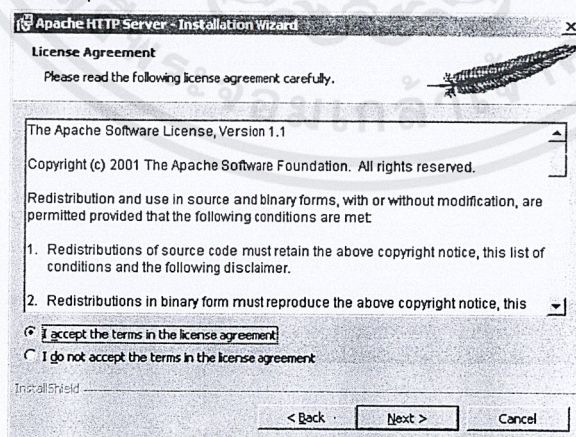 Apache HTTP Server - Installation Wizard
License Agreement
Please read the following license agreement carefully.
The Apache Software License, Version 1.1
Copyright (c) 2001 The Apache Software Foundation. All rights reserved.
Redistribution and use in source and binary forms, with or without modification, are
permitted provided that the following conditions are met:
1. Redistributions of source code must retain the above copyright notice, this list of
conditions and the following disclaimer.
2. Redistributions in binary form must reproduce the above copyright notice, this
I accept the terms in the license agreement
I do not accept the terms in the license agreement
InstallShield
< Back
Next >
Cancel